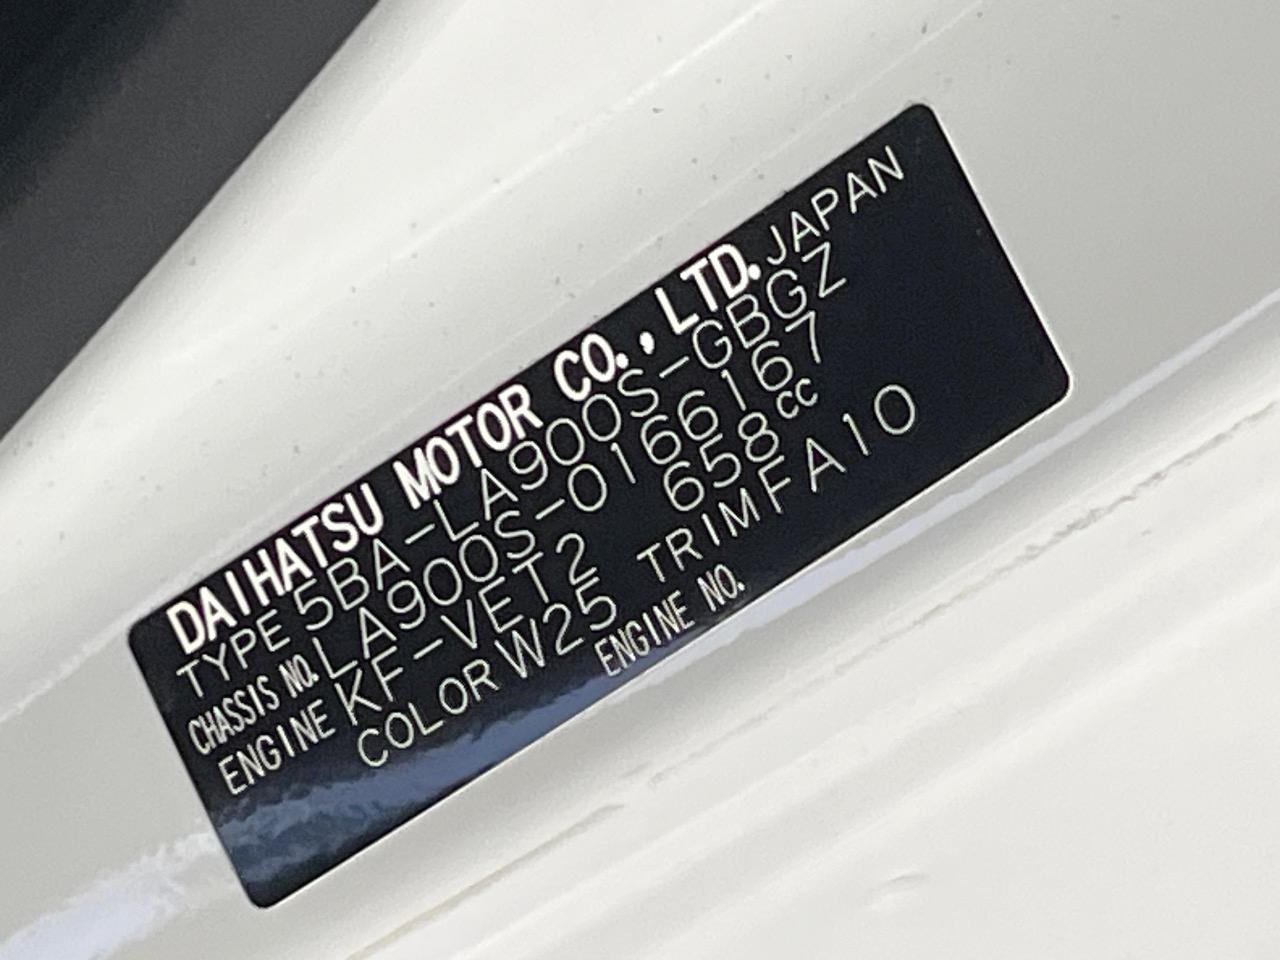 DAIHATSU MOTOR CO., LTD. JAPAN
TYPE 5BA-LA900S-GBGZ
CHASSIS NO. LA900S-0166167
ENGINE KF-VET2 658cc
COLOR W25 TRIM FA10
ENGINE NO.